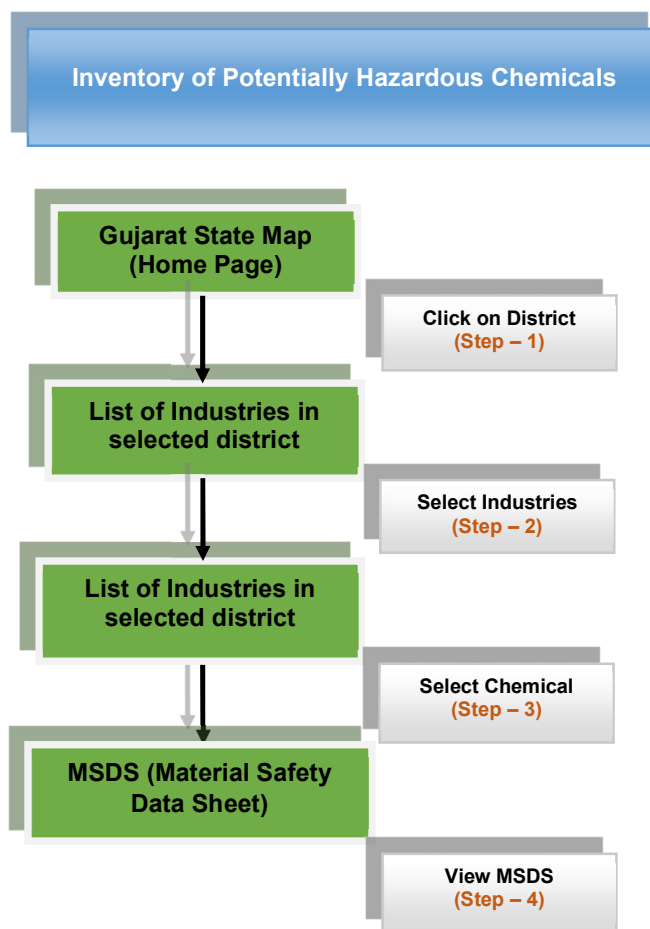 Inventory of Potentially Hazardous Chemicals
Gujarat State Map
(Home Page)
Click on District
(Step – 1)
List of Industries in
selected district
Select Industries
(Step – 2)
List of Industries in
selected district
Select Chemical
(Step – 3)
MSDS (Material Safety
Data Sheet)
View MSDS
(Step – 4)